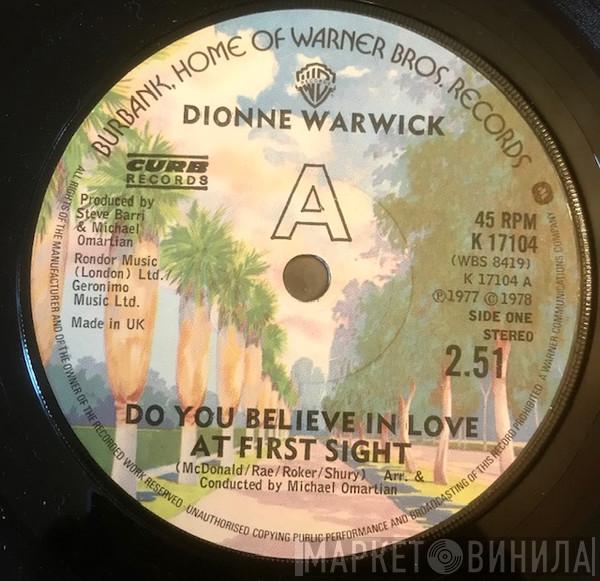 BURBANK, HOME OF WARNER BROS. RECORDS
DIONNE WARWICK
CURB
RECORDS
A
Produced by
Steve Barri
& Michael
Omartian
Rondor Music
(London) Ltd./
Geronimo
Music Ltd.
Made in UK
45 RPM
K 17104
(WBS 8419)
K 17104 A
℗1977 ©1978
SIDE ONE
STEREO
2.51
DO YOU BELIEVE IN LOVE
AT FIRST SIGHT
(McDonald/Rae/Roker/Shury) Arr. &
Conducted by Michael Omartian
ALL RIGHTS OF THE MANUFACTURER AND OF THE OWNER OF THE RECORDED WORK RESERVED. UNAUTHORISED COPYING PUBLIC PERFORMANCE AND BROADCASTING OF THIS RECORD PROHIBITED. A WARNER COMMUNICATIONS COMPANY
МАРКЕТ ВИНИЛА